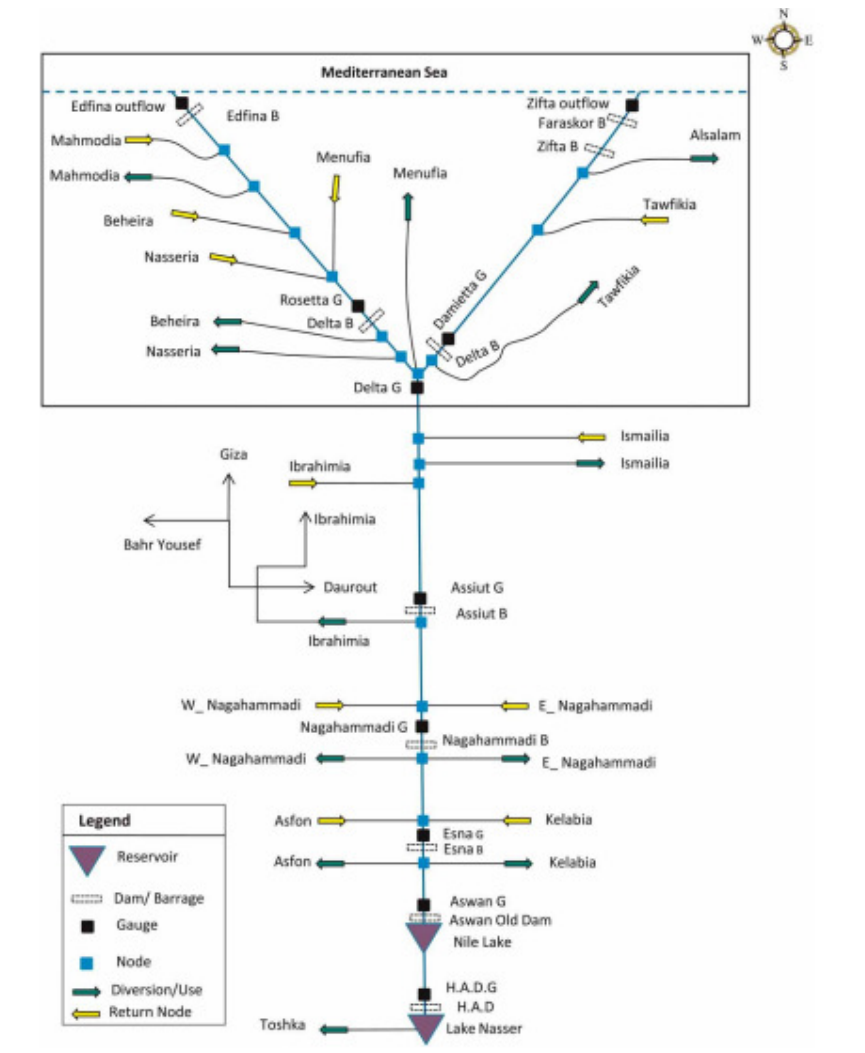 N
W E
S
Mediterranean Sea
Edfina outflow
Edfina B
Zifta outflow
Faraskor B
Mahmodia
Zifta B
Alsalam
Menufia
Menufia
Mahmodia
Tawfikia
Beheira
Nasseria
Rosetta G
Damietta G
Tawfikia
Beheira
Delta B
Nasseria
Delta B
Delta G
Ismailia
Giza
Ibrahimia
Ismailia
Ibrahimia
Bahr Yousef
Daurout
Assiut G
Assiut B
Ibrahimia
W_ Nagahammadi
E_ Nagahammadi
Nagahammadi G
Nagahammadi B
W_ Nagahammadi
E_ Nagahammadi
Asfon
Kelabia
Esna G
Esna B
Asfon
Kelabia
Aswan G
Aswan Old Dam
Nile Lake
H.A.D.G
H.A.D
Toshka
Lake Nasser
Legend
Reservoir
Dam/ Barrage
Gauge
Node
Diversion/Use
Return Node